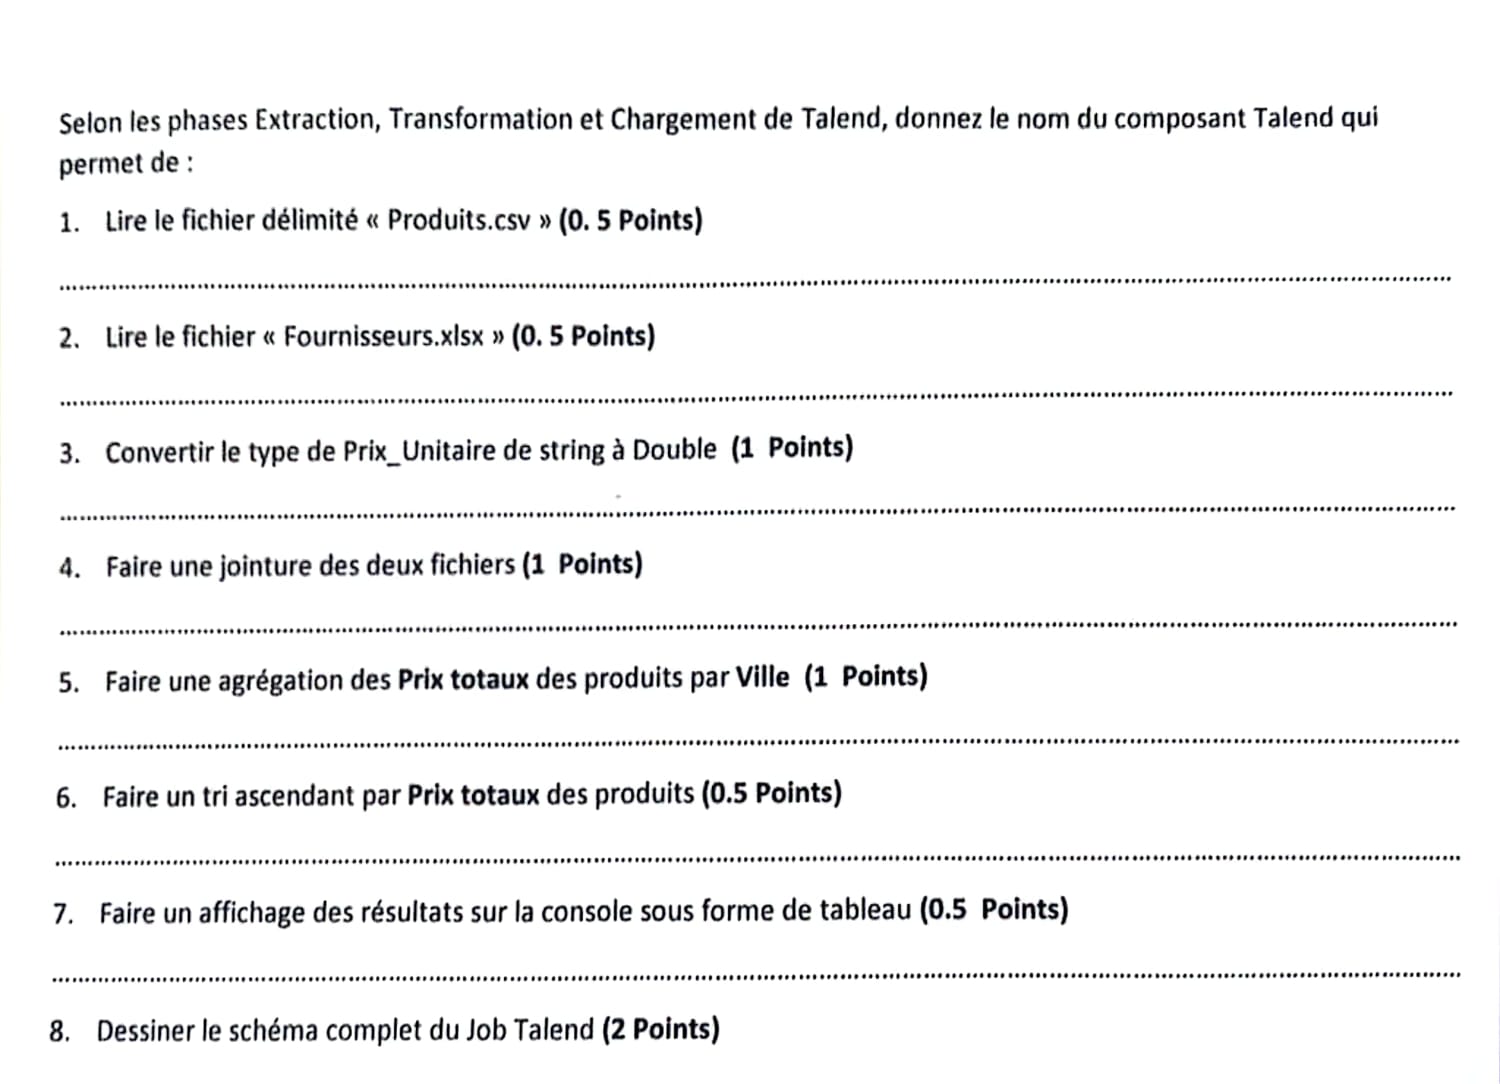 Selon les phases Extraction, Transformation et Chargement de Talend, donnez le nom du composant Talend qui
permet de :
1. Lire le fichier délimité « Produits.csv » (0. 5 Points)
2. Lire le fichier « Fournisseurs.xlsx » (0. 5 Points)
3. Convertir le type de Prix_Unitaire de string à Double (1 Points)
4. Faire une jointure des deux fichiers (1 Points)
5. Faire une agrégation des Prix totaux des produits par Ville (1 Points)
6. Faire un tri ascendant par Prix totaux des produits (0.5 Points)
7. Faire un affichage des résultats sur la console sous forme de tableau (0.5 Points)
8. Dessiner le schéma complet du Job Talend (2 Points)